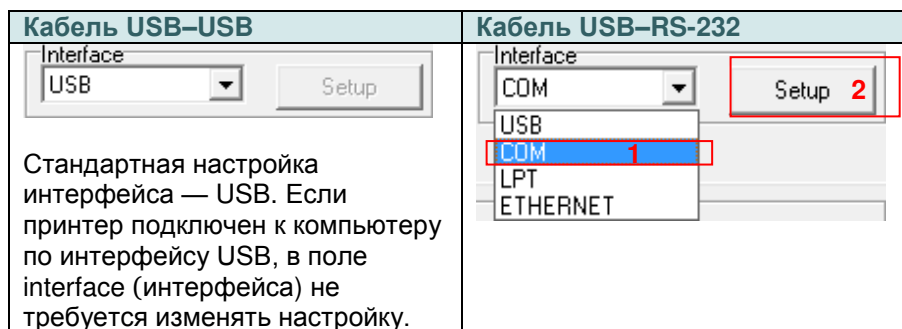 Кабель USB–USB
Interface
USB
Setup
Стандартная настройка
интерфейса — USB. Если
принтер подключен к компьютеру
по интерфейсу USB, в поле
interface (интерфейса) не
требуется изменять настройку.
Кабель USB–RS-232
Interface
COM
Setup 2
USB
COM 1
LPT
ETHERNET